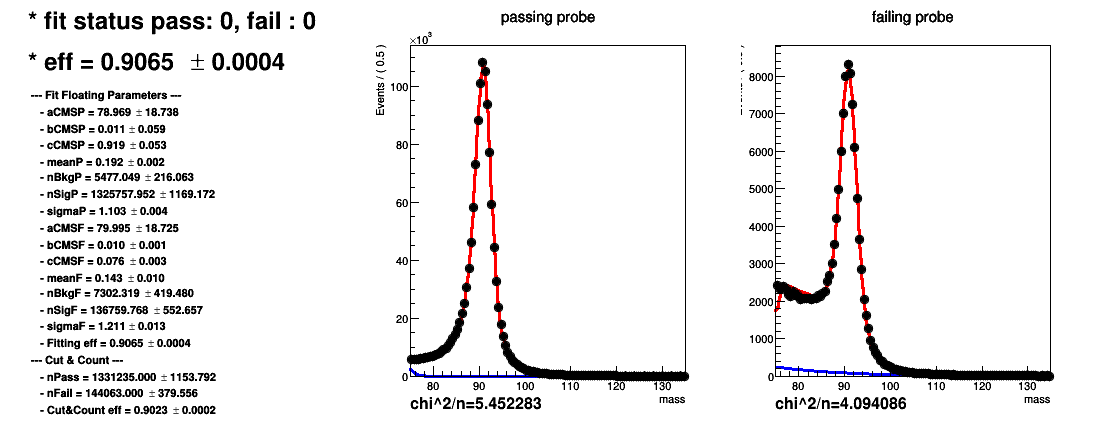 * fit status pass: 0, fail : 0
* eff = 0.9065 ± 0.0004
--- Fit Floating Parameters ---
- aCMSP = 78.969 ± 18.738
- bCMSP = 0.011 ± 0.059
- cCMSP = 0.919 ± 0.053
- meanP = 0.192 ± 0.002
- nBkgP = 5477.049 ± 216.063
- nSigP = 1325757.952 ± 1169.172
- sigmaP = 1.103 ± 0.004
- aCMSF = 79.995 ± 18.725
- bCMSF = 0.010 ± 0.001
- cCMSF = 0.076 ± 0.003
- meanF = 0.143 ± 0.010
- nBkgF = 7302.319 ± 419.480
- nSigF = 136759.768 ± 552.657
- sigmaF = 1.211 ± 0.013
- Fitting eff = 0.9065 ± 0.0004
--- Cut & Count ---
- nPass = 1331235.000 ± 1153.792
- nFail = 144063.000 ± 379.556
- Cut&Count eff = 0.9023 ± 0.0002
passing probe
×10³
Events / ( 0.5 )
100
80
60
40
20
0
80 90 100 110 120 130
mass
chi^2/n=5.452283
failing probe
8000
7000
6000
5000
4000
3000
2000
1000
0
80 90 100 110 120 130
mass
chi^2/n=4.094086